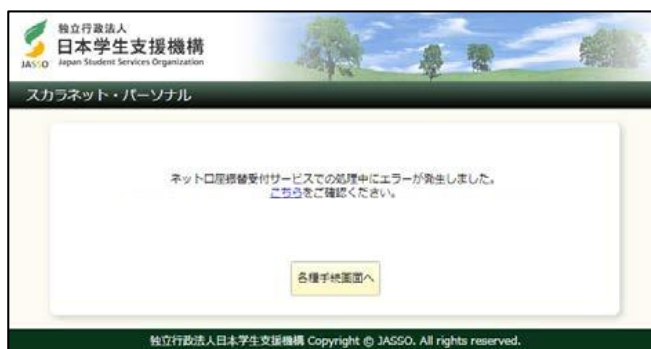 独立行政法人
日本学生支援機構
JASSO Japan Student Services Organization
スカラネット・パーソナル
ネット口座振替受付サービスでの処理中にエラーが発生しました。
こちらをご確認ください。
各種手続画面へ
独立行政法人日本学生支援機構 Copyright © JASSO. All rights reserved.